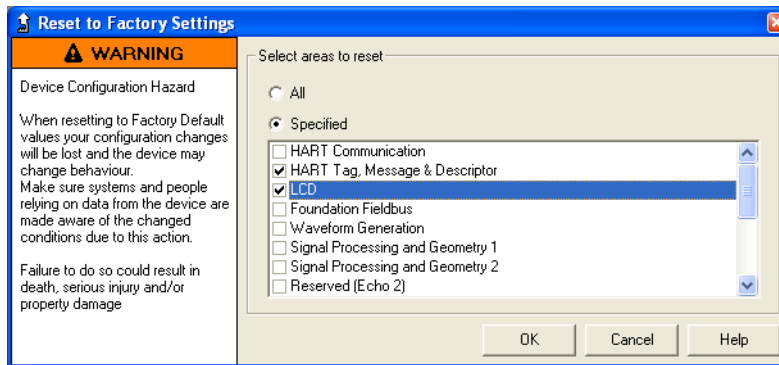 Reset to Factory Settings
WARNING
Device Configuration Hazard
When resetting to Factory Default
values your configuration changes
will be lost and the device may
change behaviour.
Make sure systems and people
relying on data from the device are
made aware of the changed
conditions due to this action.
Failure to do so could result in
death, serious injury and/or
property damage
Select areas to reset
All
Specified
HART Communication
HART Tag, Message & Descriptor
LCD
Foundation Fieldbus
Waveform Generation
Signal Processing and Geometry 1
Signal Processing and Geometry 2
Reserved (Echo 2)
OK
Cancel
Help